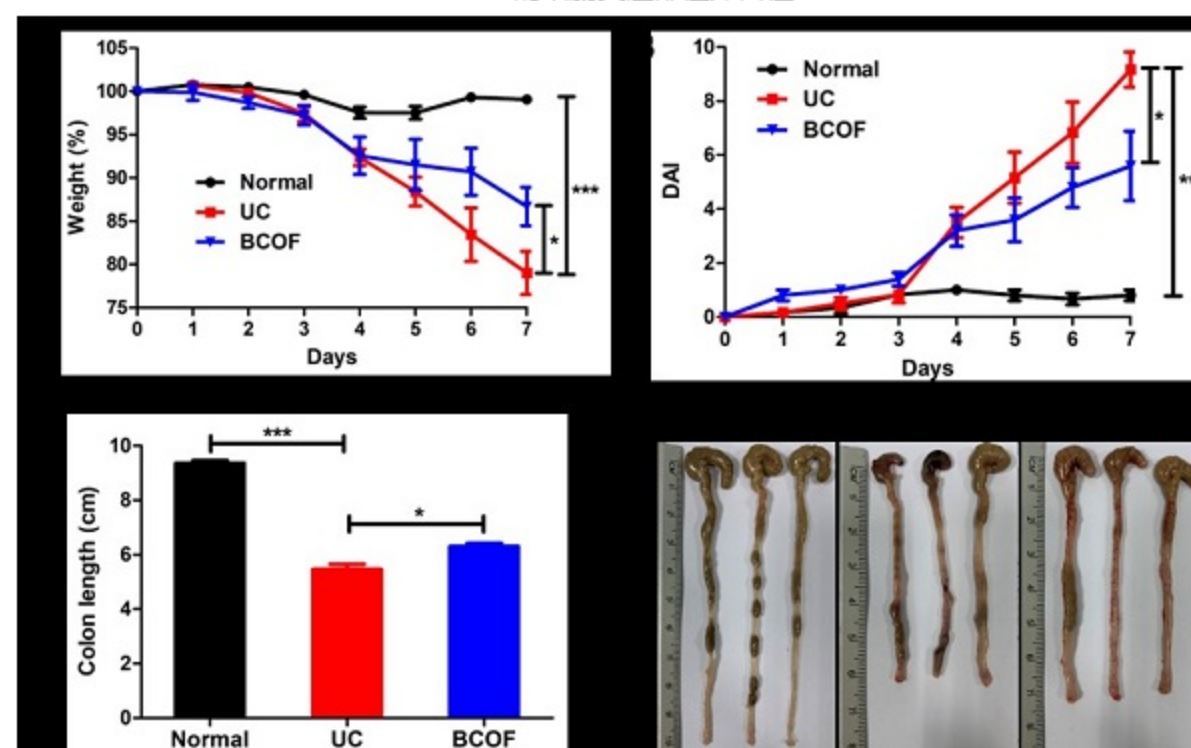 105
100
95
90
85
80
75
Weight (%)
Normal
UC
BCOF
***
*
0 1 2 3 4 5 6 7
Days
10
8
6
4
2
0
DAI
Normal
UC
BCOF
*
**
0 1 2 3 4 5 6 7
Days
10
8
6
4
2
0
Colon length (cm)
***
*
Normal UC BCOF